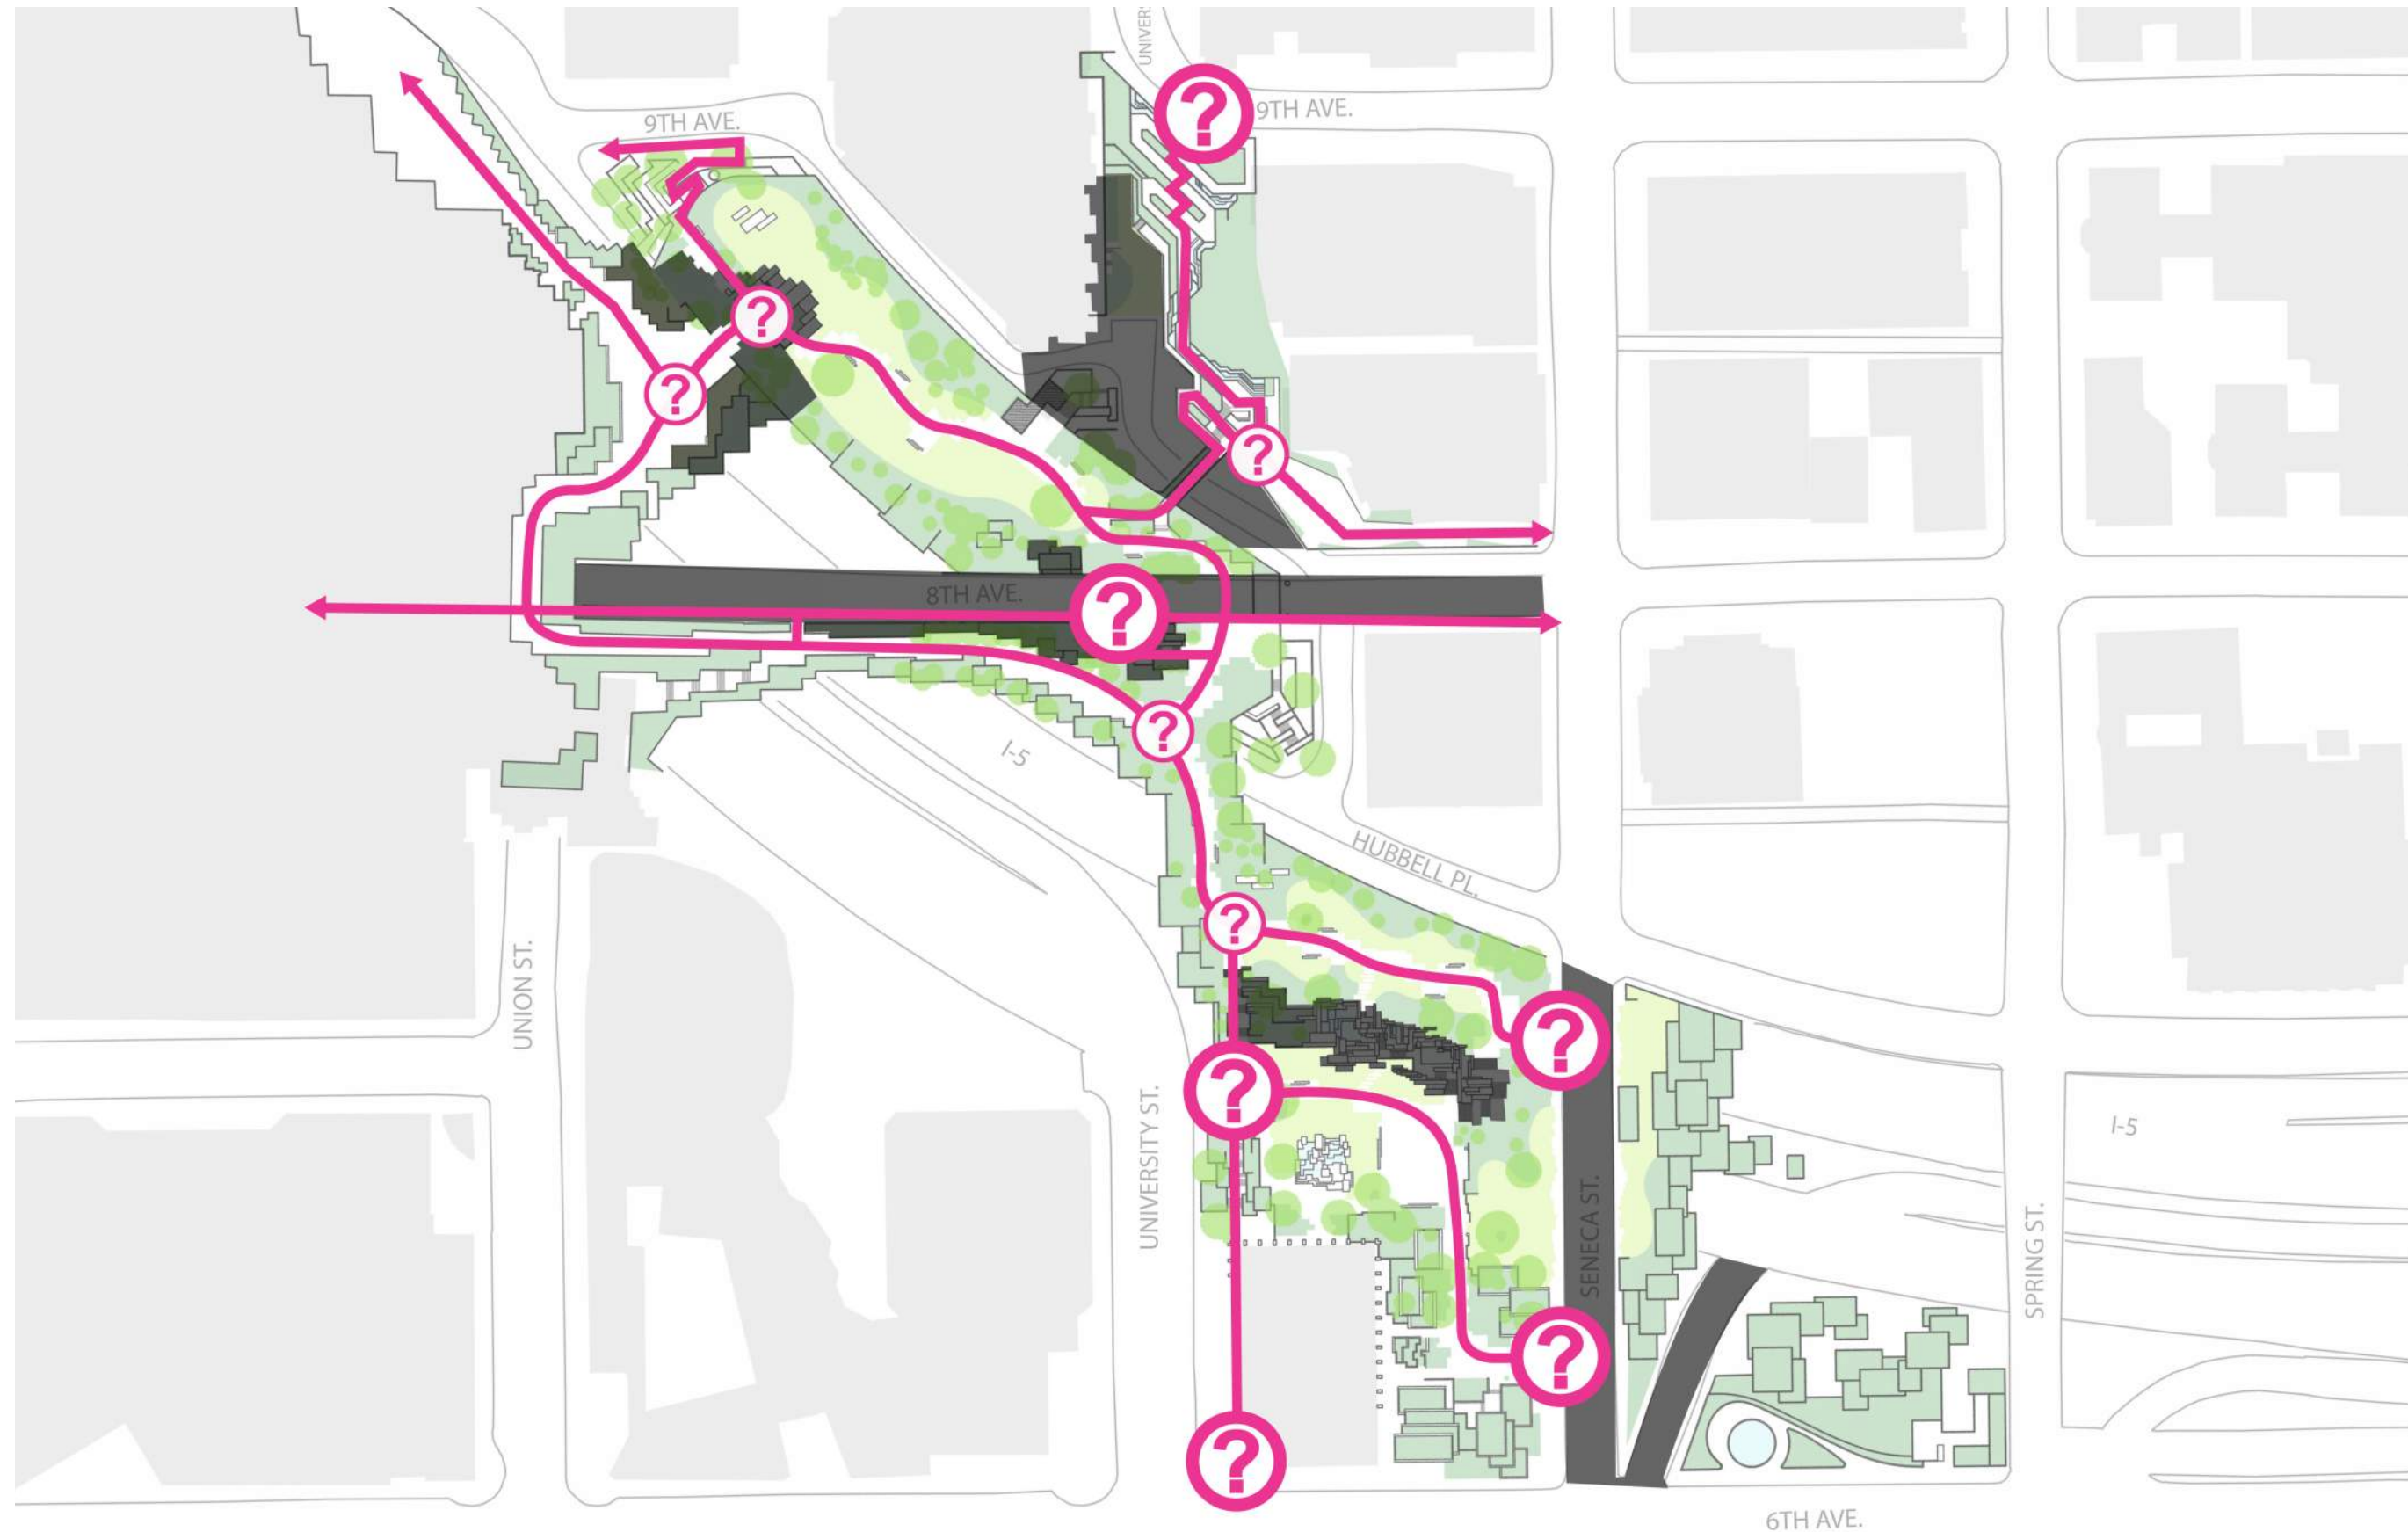 UNIVER
?
9TH AVE.
9TH AVE.
?
?
?
8TH AVE.
?
?
I-5
HUBBELL PL.
?
UNION ST.
?
?
UNIVERSITY ST.
I-5
SENECA ST.
SPRING ST.
?
?
6TH AVE.